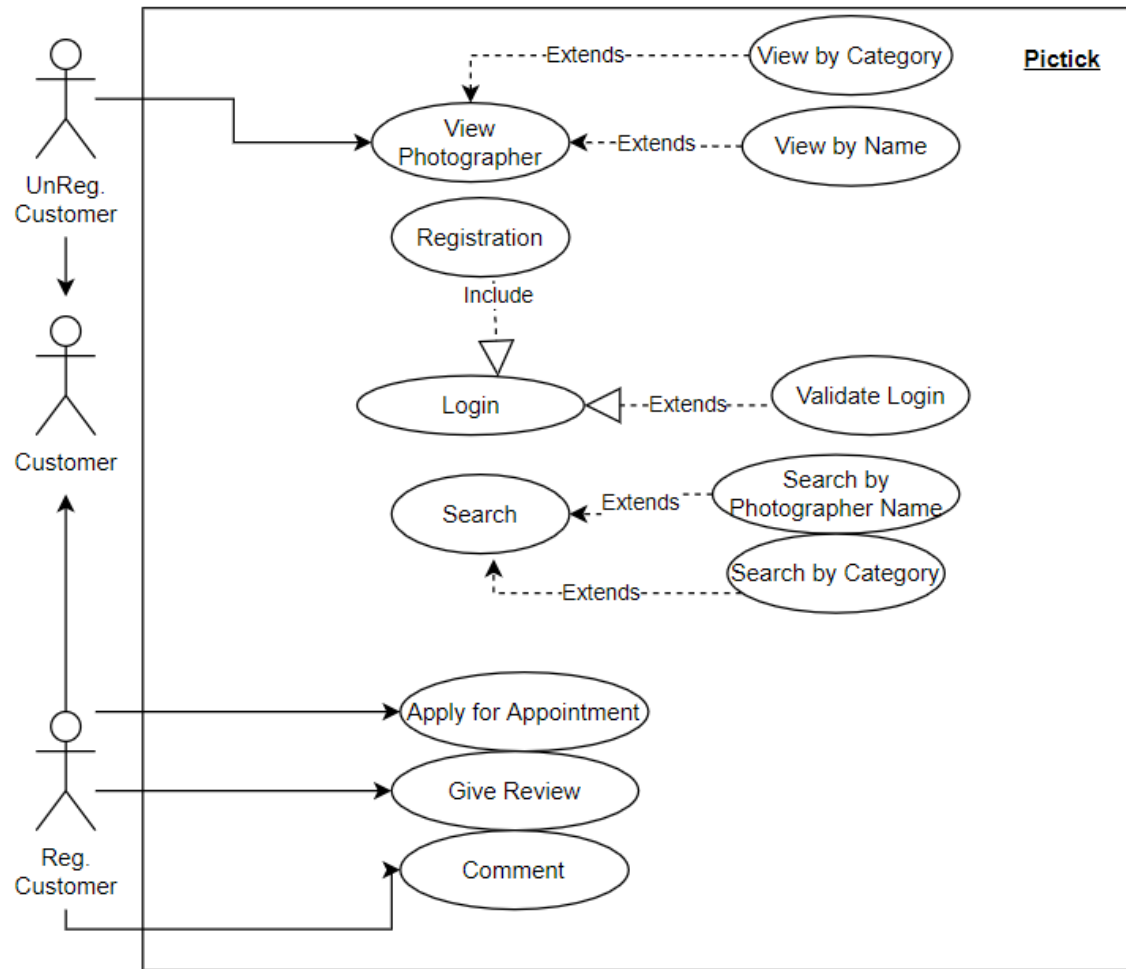 Extends
View by Category
Pictick
View
Photographer
Extends
View by Name
UnReg.
Customer
Registration
Include
Login
Extends
Validate Login
Customer
Search
Extends
Search by
Photographer Name
Extends
Search by Category
Apply for Appointment
Give Review
Comment
Reg.
Customer